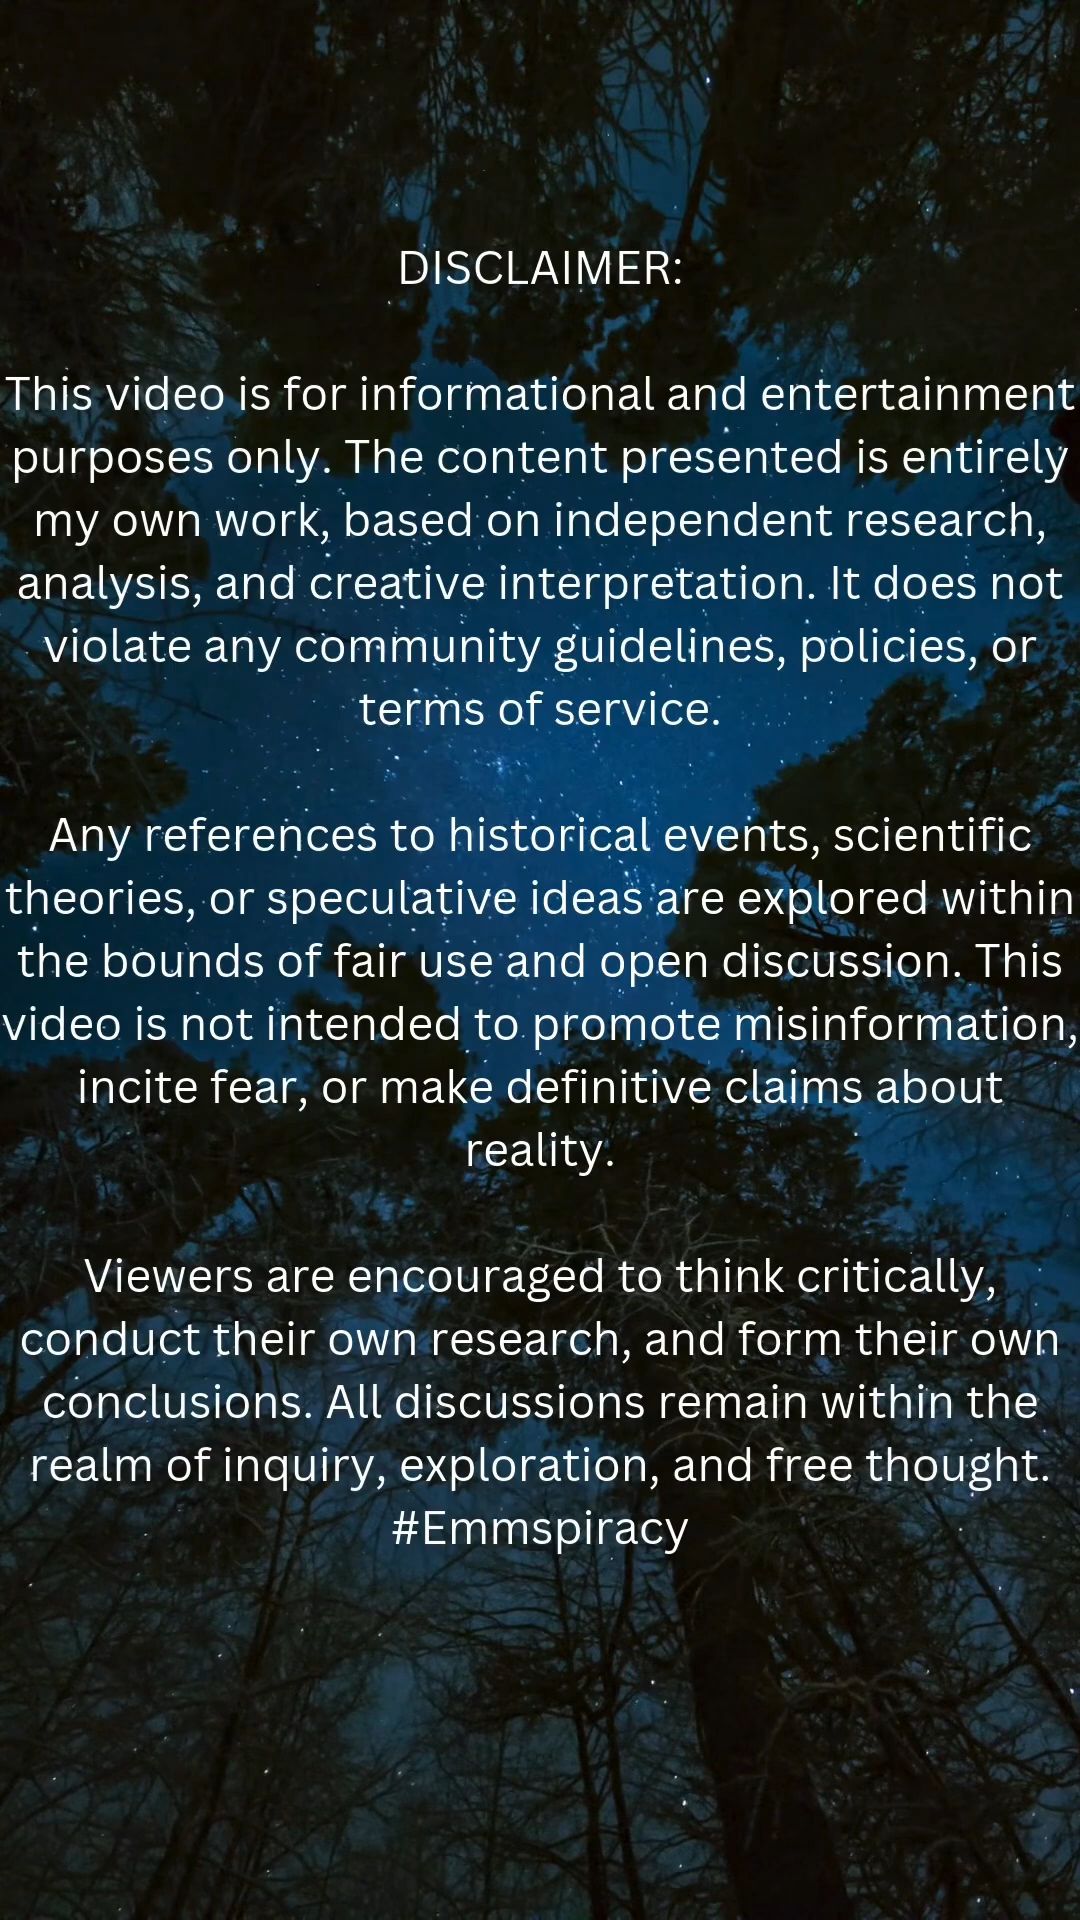 DISCLAIMER:
This video is for informational and entertainment
purposes only. The content presented is entirely
my own work, based on independent research,
analysis, and creative interpretation. It does not
violate any community guidelines, policies, or
terms of service.
Any references to historical events, scientific
theories, or speculative ideas are explored within
the bounds of fair use and open discussion. This
video is not intended to promote misinformation,
incite fear, or make definitive claims about
reality.
Viewers are encouraged to think critically,
conduct their own research, and form their own
conclusions. All discussions remain within the
realm of inquiry, exploration, and free thought.
#Emmspiracy